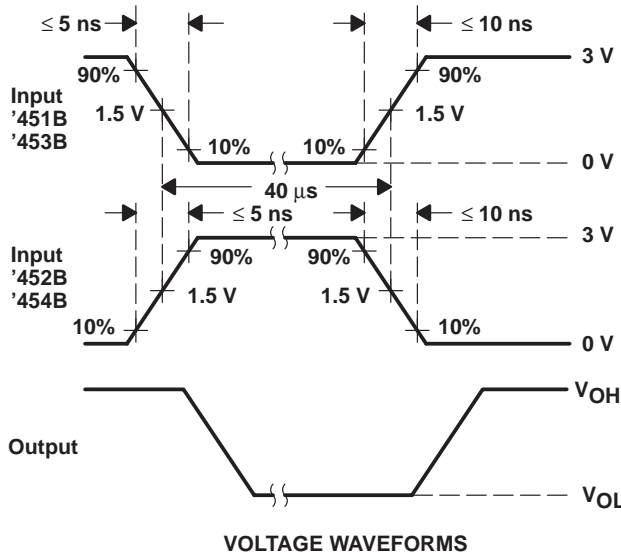 ≤ 5 ns ≤ 10 ns
3 V
90% 90%
Input
'451B
'453B
1.5 V 1.5 V
10% 10%
0 V
40 μs
≤ 5 ns ≤ 10 ns
3 V
Input
'452B
'454B
90% 90%
1.5 V 1.5 V
10% 10%
0 V
VOH
Output
VOL
VOLTAGE WAVEFORMS